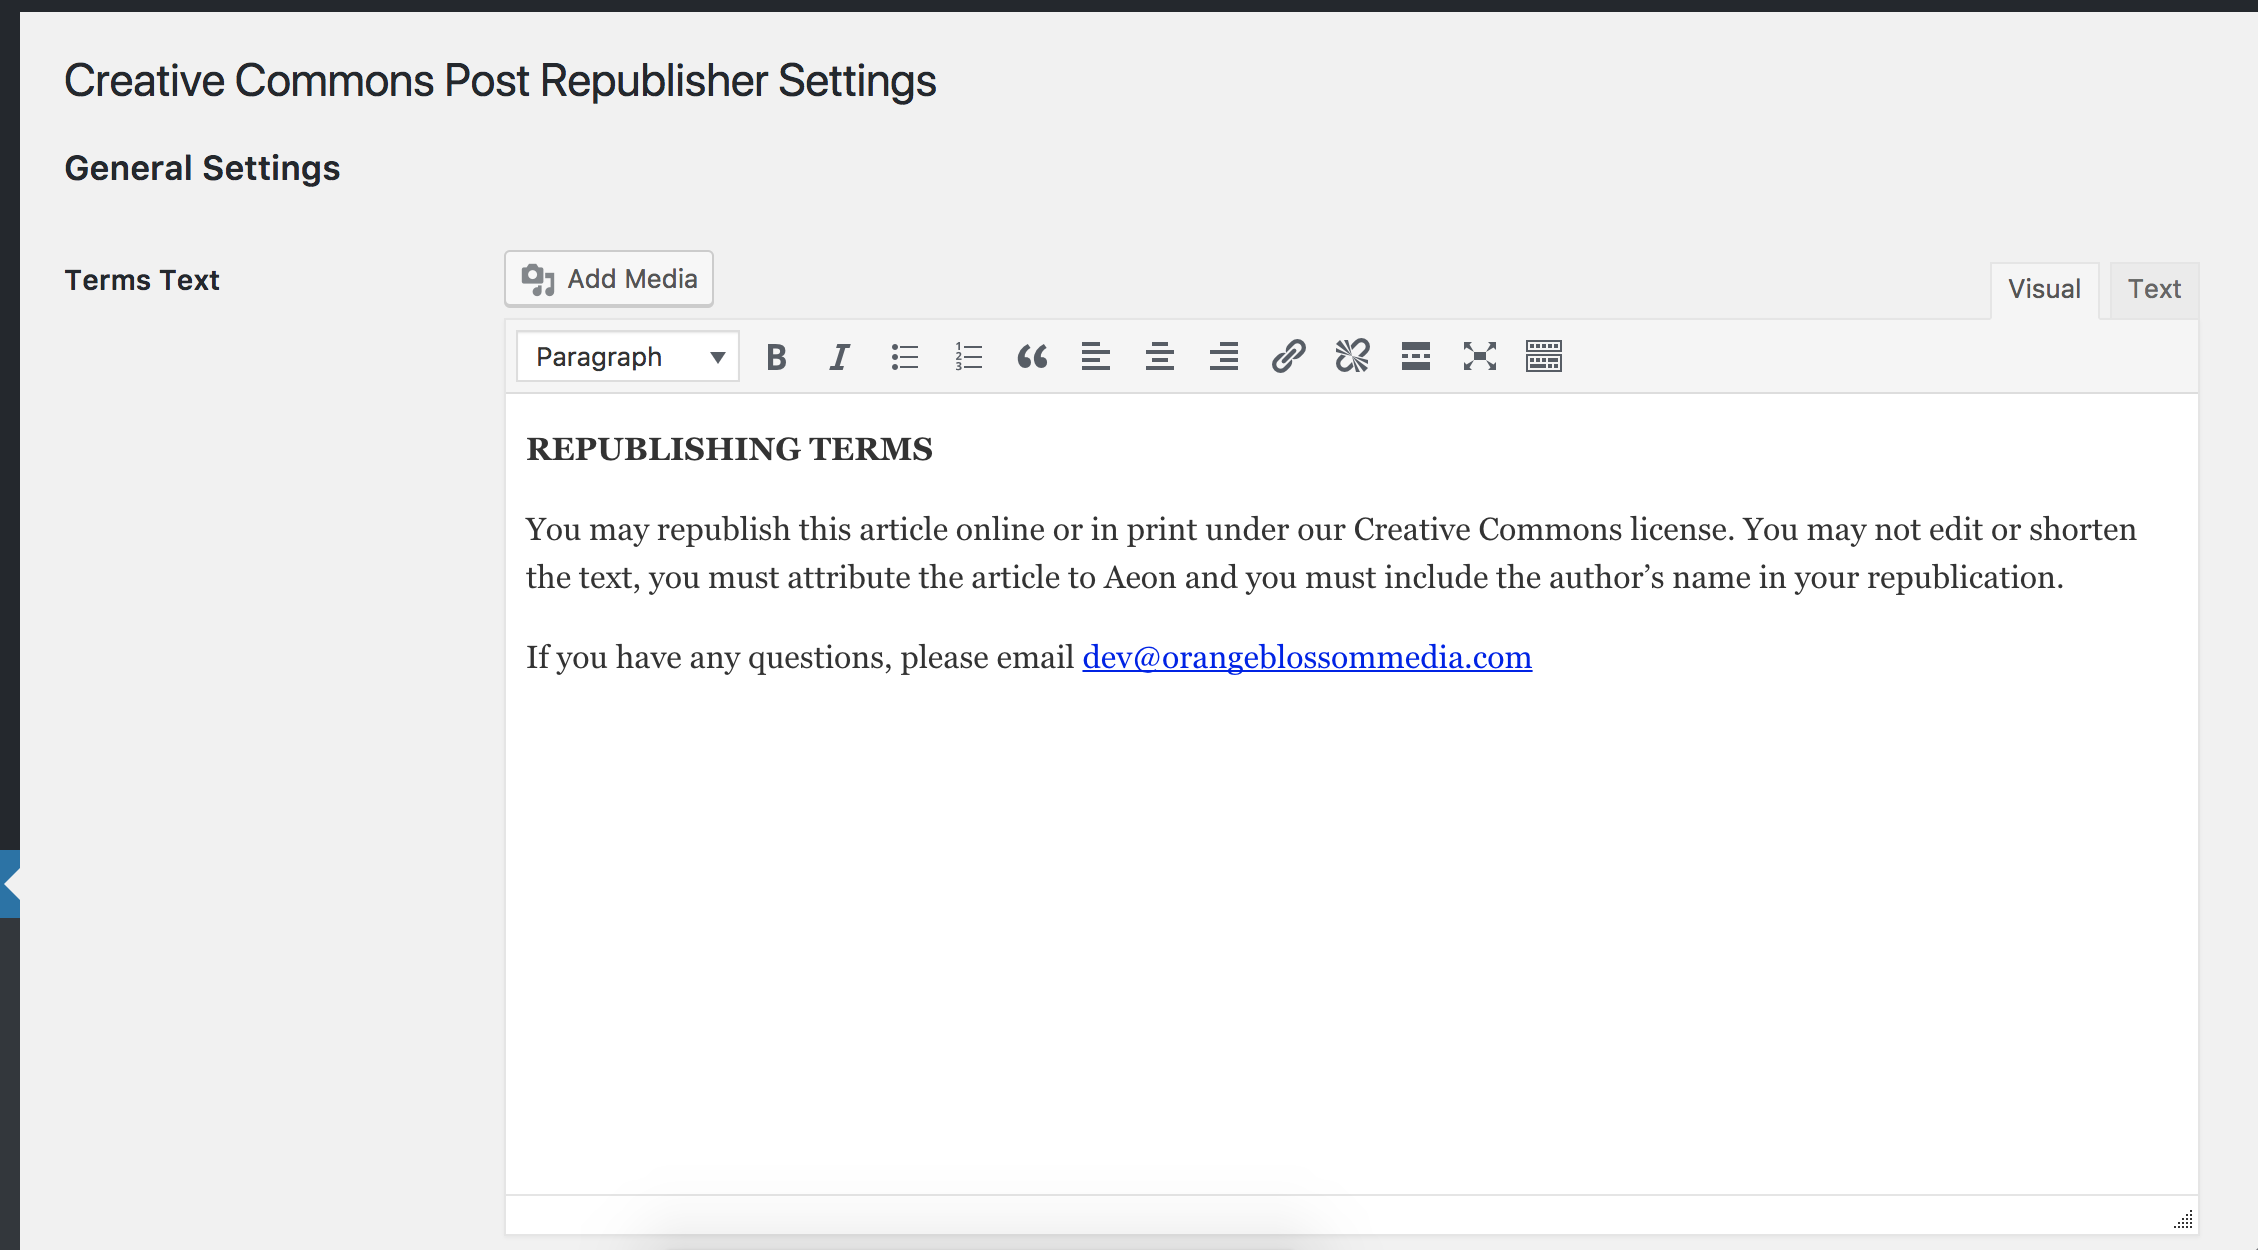 Creative Commons Post Republisher Settings
General Settings
Terms Text
Add Media
Visual
Text
Paragraph
REPUBLISHING TERMS
You may republish this article online or in print under our Creative Commons license. You may not edit or shorten
the text, you must attribute the article to Aeon and you must include the author’s name in your republication.
If you have any questions, please email dev@orangeblossommedia.com